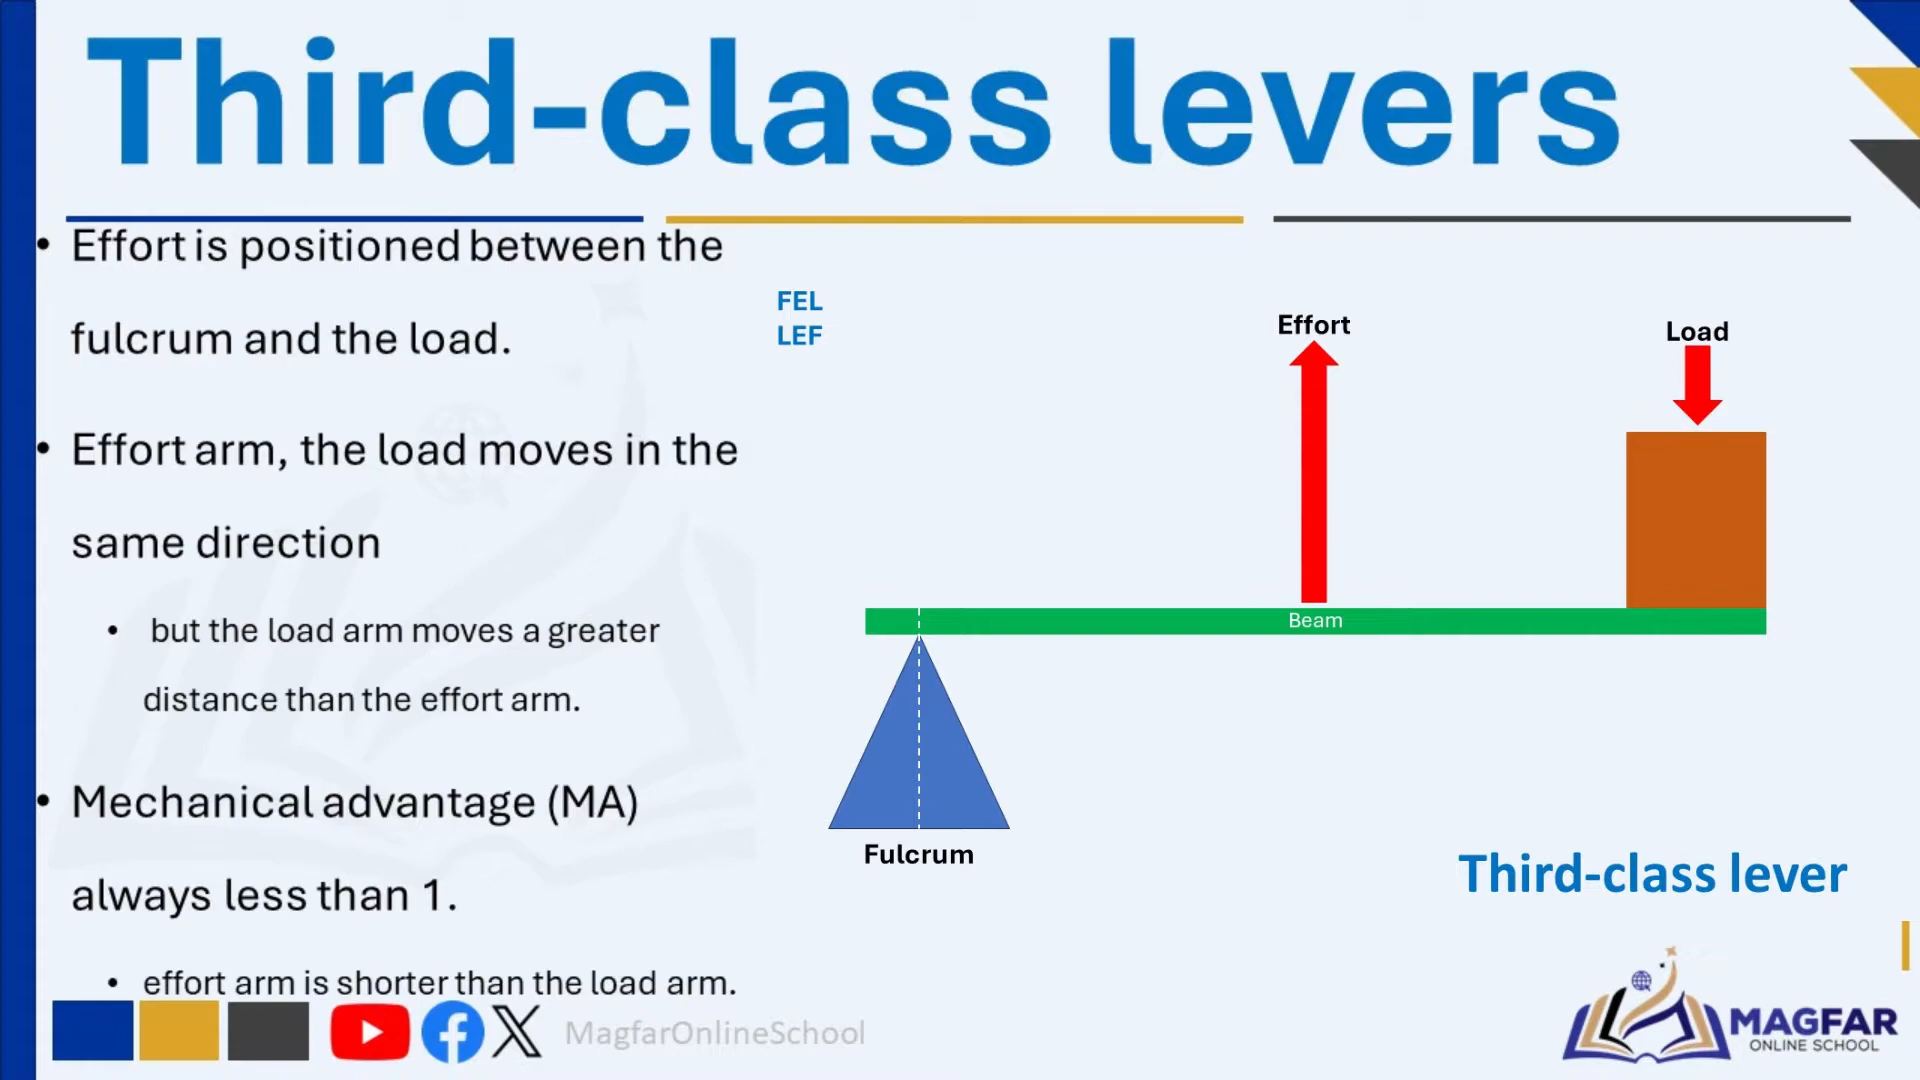 Third-class levers
• Effort is positioned between the
fulcrum and the load.
• Effort arm, the load moves in the
same direction
• but the load arm moves a greater
distance than the effort arm.
• Mechanical advantage (MA)
always less than 1.
• effort arm is shorter than the load arm.
FEL
LEF
Effort
Load
Beam
Fulcrum
Third-class lever
MagfarOnlineSchool
MAGFAR
ONLINE SCHOOL